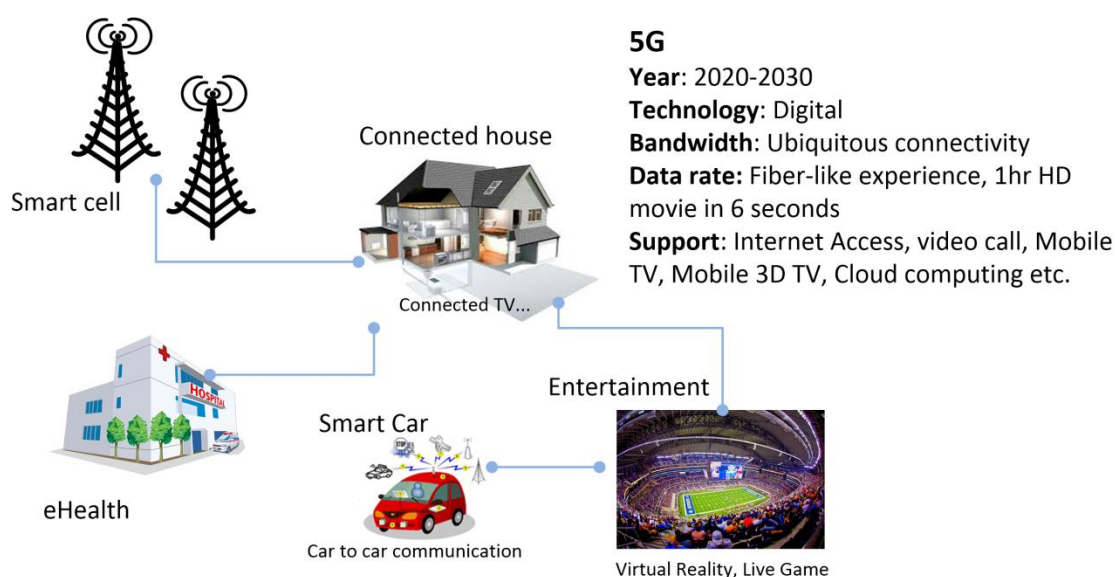 5G
Year: 2020-2030
Technology: Digital
Bandwidth: Ubiquitous connectivity
Data rate: Fiber-like experience, 1hr HD
movie in 6 seconds
Support: Internet Access, video call, Mobile
TV, Mobile 3D TV, Cloud computing etc.
Connected house
Smart cell
Connected TV...
HOSPITAL
eHealth
Entertainment
Smart Car
STOP
Car to car communication
Virtual Reality, Live Game